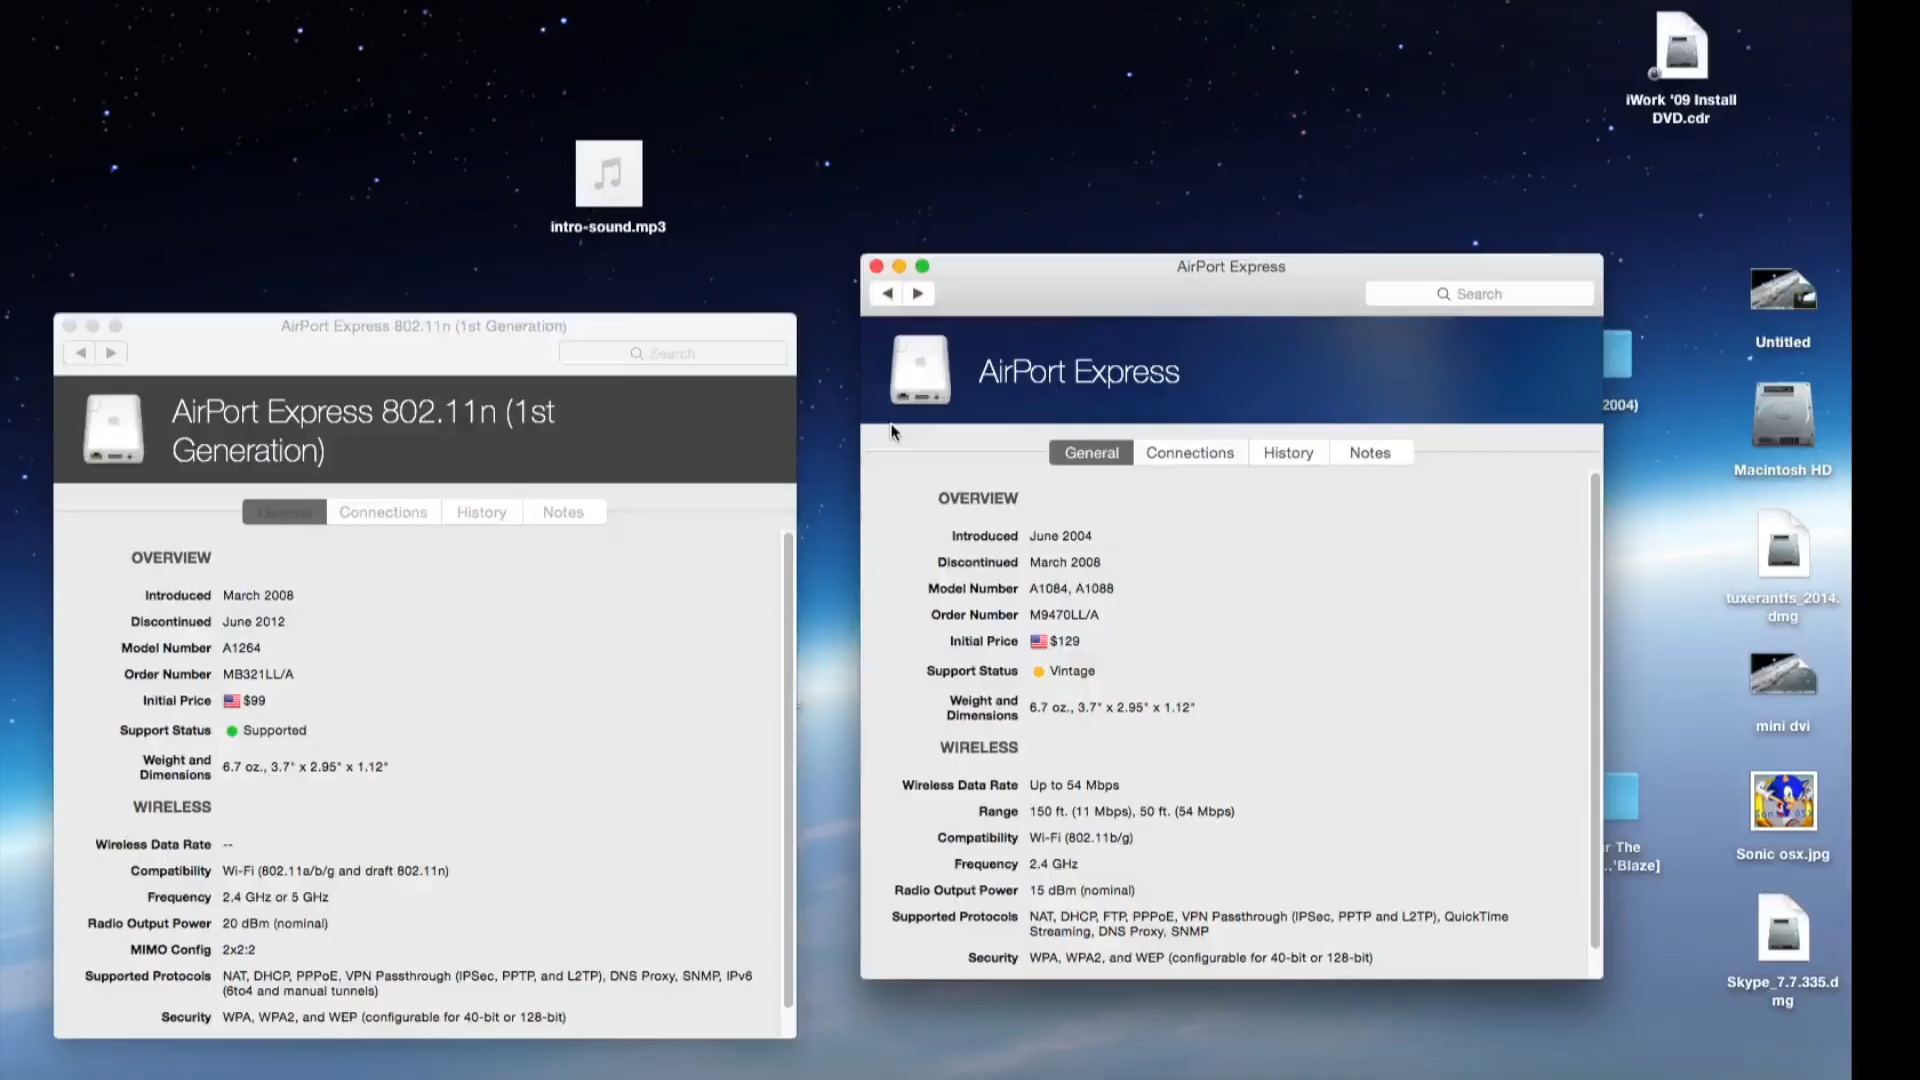 iWork '09 Install
DVD.cdr
intro-sound.mp3
AirPort Express 802.11n (1st Generation)
Search
AirPort Express 802.11n (1st
Generation)
General Connections History Notes
OVERVIEW
Introduced March 2008
Discontinued June 2012
Model Number A1264
Order Number MB321LL/A
Initial Price $99
Support Status Supported
Weight and
Dimensions 6.7 oz., 3.7" x 2.95" x 1.12"
WIRELESS
Wireless Data Rate --
Compatibility Wi-Fi (802.11a/b/g and draft 802.11n)
Frequency 2.4 GHz or 5 GHz
Radio Output Power 20 dBm (nominal)
MIMO Config 2x2:2
Supported Protocols NAT, DHCP, PPPoE, VPN Passthrough (IPSec, PPTP, and L2TP), DNS Proxy, SNMP, IPv6
(6to4 and manual tunnels)
Security WPA, WPA2, and WEP (configurable for 40-bit or 128-bit)
AirPort Express
Search
AirPort Express
General Connections History Notes
OVERVIEW
Introduced June 2004
Discontinued March 2008
Model Number A1084, A1088
Order Number M9470LL/A
Initial Price $129
Support Status Vintage
Weight and
Dimensions 6.7 oz., 3.7" x 2.95" x 1.12"
WIRELESS
Wireless Data Rate Up to 54 Mbps
Range 150 ft. (11 Mbps), 50 ft. (54 Mbps)
Compatibility Wi-Fi (802.11b/g)
Frequency 2.4 GHz
Radio Output Power 15 dBm (nominal)
Supported Protocols NAT, DHCP, FTP, PPPoE, VPN Passthrough (IPSec, PPTP and L2TP), QuickTime
Streaming, DNS Proxy, SNMP
Security WPA, WPA2, and WEP (configurable for 40-bit or 128-bit)
2004)
r The
..'Blaze]
Untitled
Macintosh HD
tuxerantfs_2014.
dmg
mini dvi
Sonic osx.jpg
Skype_7.7.335.d
mg